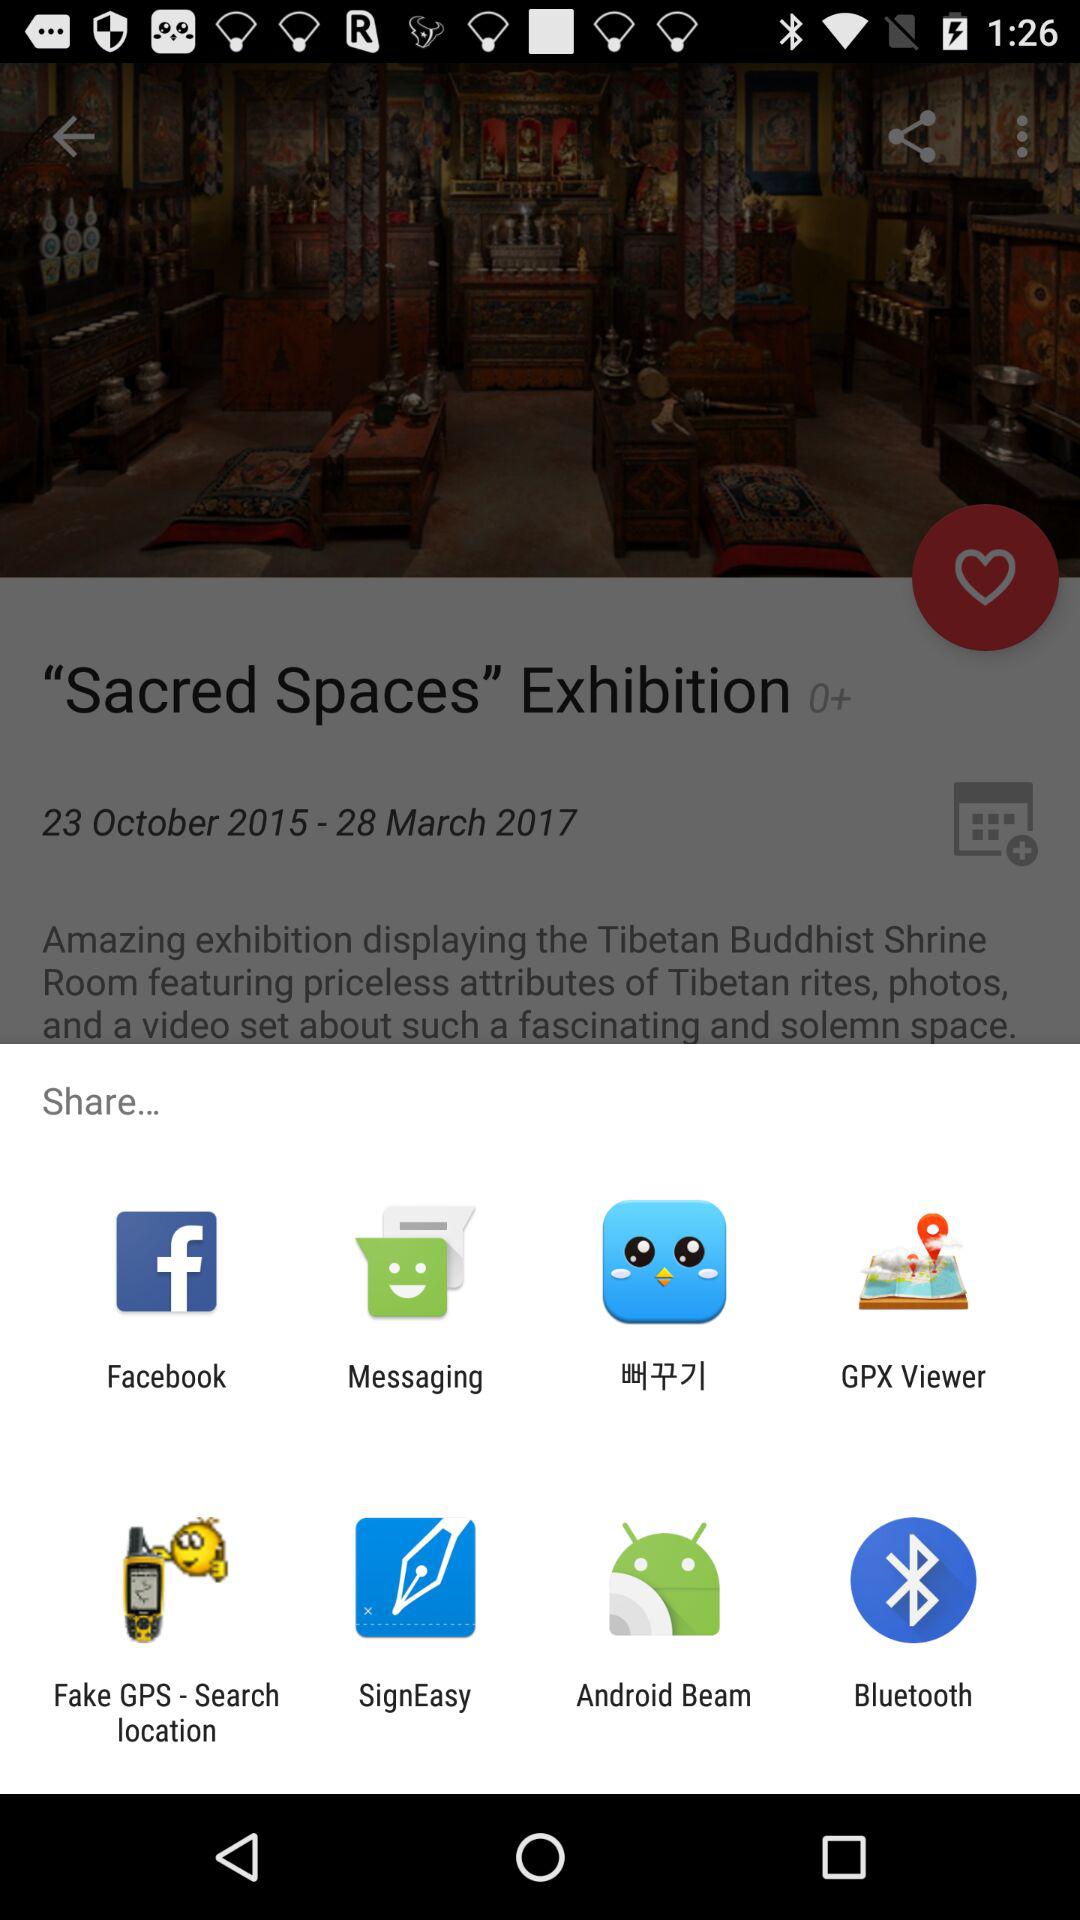 1:26
“Sacred Spaces” Exhibition 0+
23 October 2015 - 28 March 2017
Amazing exhibition displaying the Tibetan Buddhist Shrine
Room featuring priceless attributes of Tibetan rites, photos,
and a video set about such a fascinating and solemn space.
Share...
Facebook
Messaging
뻐꾸기
GPX Viewer
Fake GPS - Search
location
SignEasy
Android Beam
Bluetooth